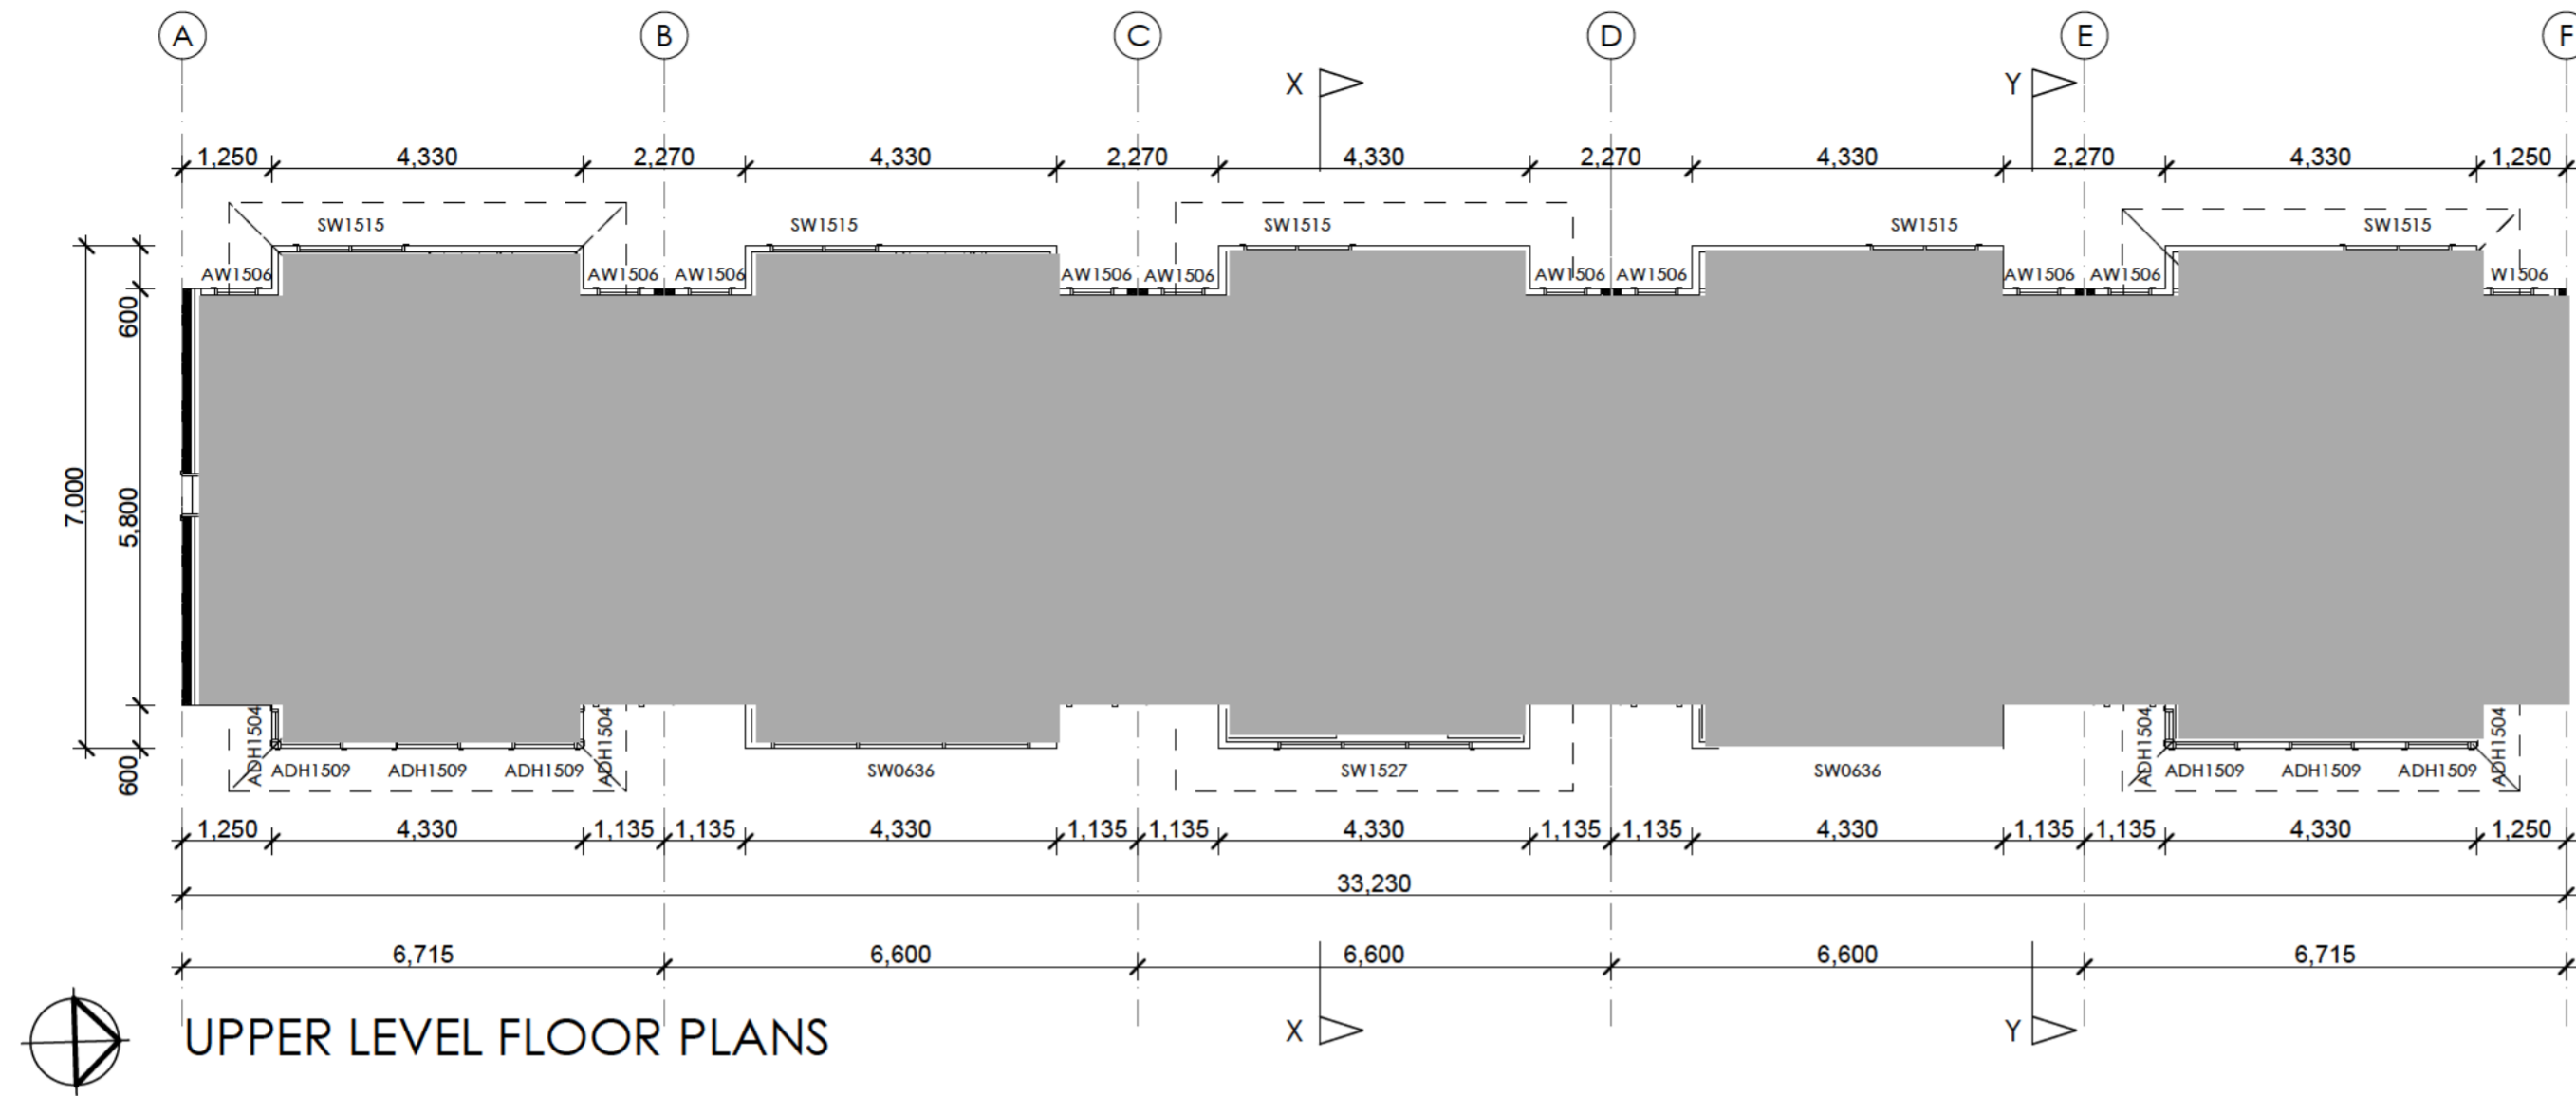 A B C D E F
X Y
1,250 4,330 2,270 4,330 2,270 4,330 2,270 4,330 2,270 4,330 1,250
SW1515 SW1515 SW1515 SW1515 SW1515
AW1506 AW1506 AW1506 AW1506 AW1506 AW1506 AW1506 AW1506 AW1506 W1506
600
7,000
5,800
600
ADH1504 ADH1504 ADH1504 ADH1504
ADH1509 ADH1509 ADH1509 SW0636 SW1527 SW0636 ADH1509 ADH1509 ADH1509
1,250 4,330 1,135 1,135 4,330 1,135 1,135 4,330 1,135 1,135 4,330 1,135 1,135 4,330 1,250
33,230
6,715 6,600 6,600 6,600 6,715
X Y
UPPER LEVEL FLOOR PLANS